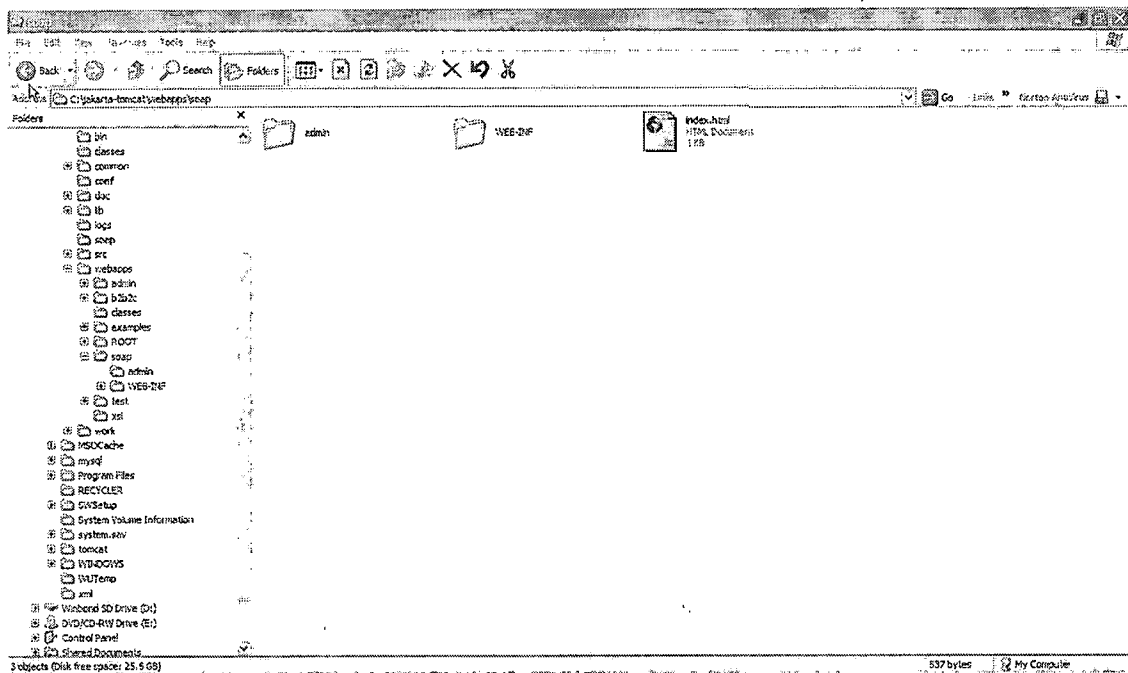 soap
File Edit View Favorites Tools Help
Back Search Folders
Address C:\jakarta-tomcat\webapps\soap Go Links » Norton AntiVirus
Folders
bin
classes
common
conf
doc
lib
logs
soap
src
webapps
admin
b2b2c
classes
examples
ROOT
soap
admin
WEB-INF
test
xsl
work
MSOCache
mysql
Program Files
RECYCLER
SWSetup
System Volume Information
system.sav
tomcat
WINDOWS
WUTemp
xml
Winbond SD Drive (D:)
DVD/CD-RW Drive (E:)
Control Panel
Shared Documents
admin
WEB-INF
index.html
HTML Document
1 KB
3 objects (Disk free space: 25.5 GB) 537 bytes My Computer